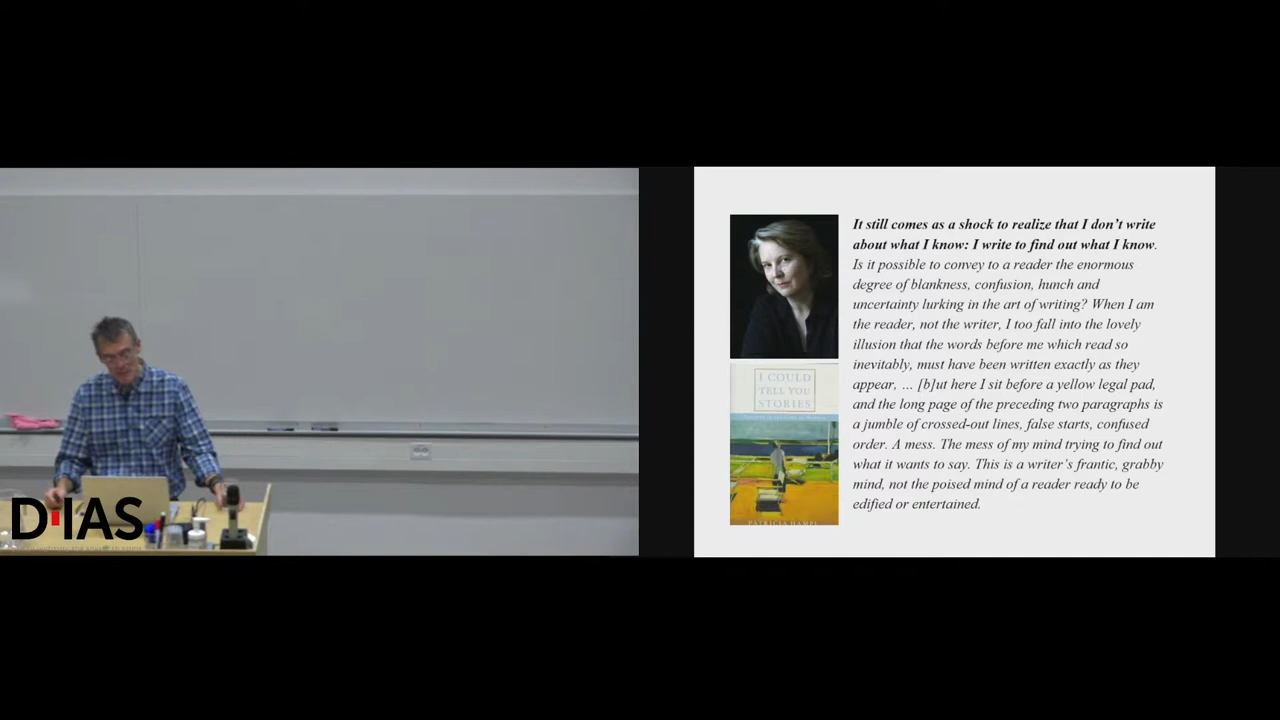 DIAS
It still comes as a shock to realize that I don't write
about what I know: I write to find out what I know.
Is it possible to convey to a reader the enormous
degree of blankness, confusion, hunch and
uncertainty lurking in the art of writing? When I am
the reader, not the writer, I too fall into the lovely
illusion that the words before me which read so
inevitably, must have been written exactly as they
appear, ... [b]ut here I sit before a yellow legal pad,
and the long page of the preceding two paragraphs is
a jumble of crossed-out lines, false starts, confused
order. A mess. The mess of my mind trying to find out
what it wants to say. This is a writer's frantic, grabby
mind, not the poised mind of a reader ready to be
edified or entertained.
I COULD
TELL YOU
STORIES
PATRICIA HAMPL